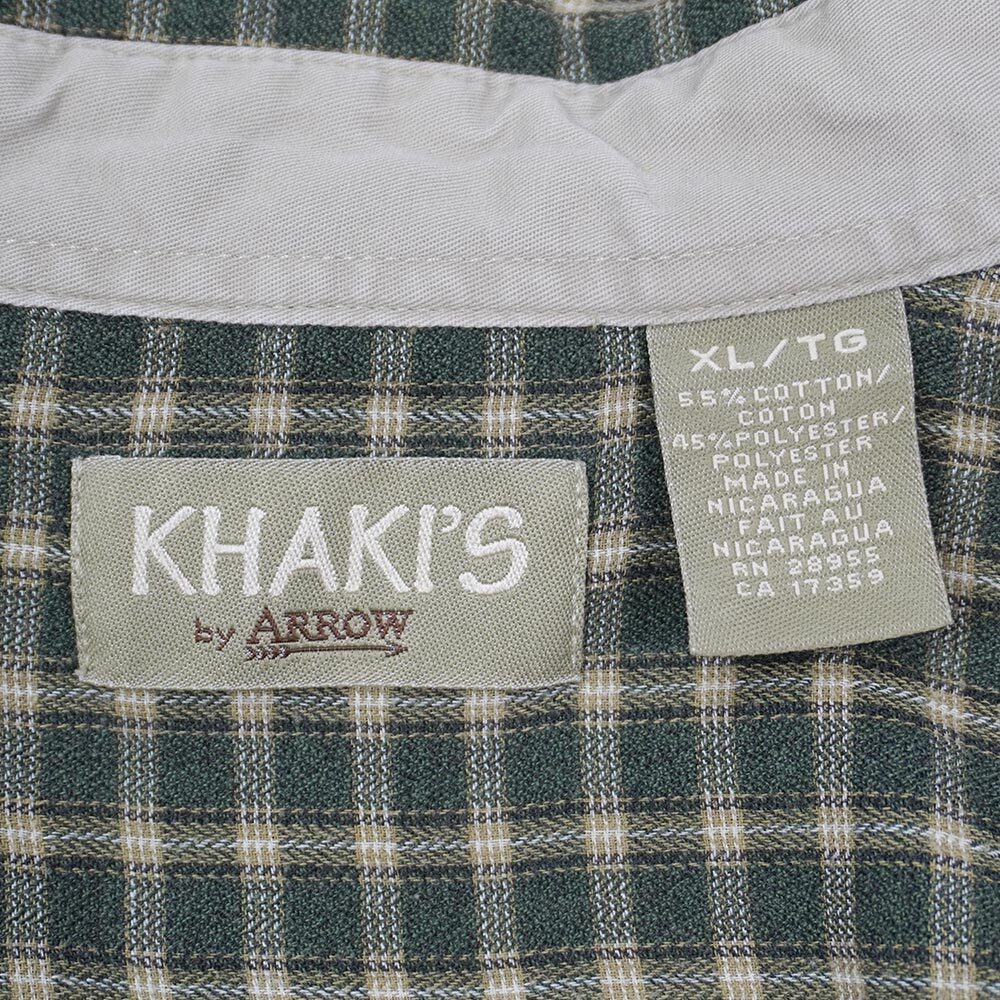 KHAKI'S
by ARROW
XL/TG
55% COTTON/
COTON
45% POLYESTER/
POLYESTER
MADE IN
NICARAGUA
FAIT AU
NICARAGUA
RN 28955
CA 17359